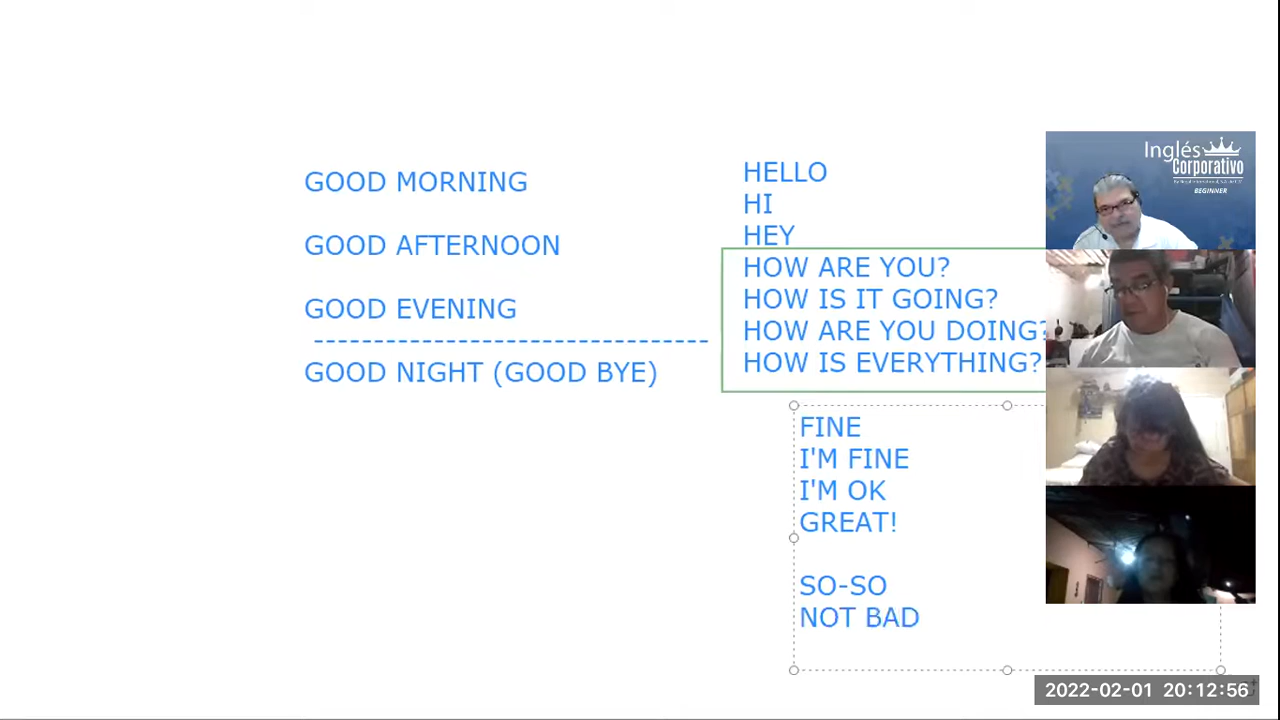 GOOD MORNING
GOOD AFTERNOON
GOOD EVENING
---------------------------------
GOOD NIGHT (GOOD BYE)
HELLO
HI
HEY
HOW ARE YOU?
HOW IS IT GOING?
HOW ARE YOU DOING?
HOW IS EVERYTHING?
FINE
I'M FINE
I'M OK
GREAT!
SO-SO
NOT BAD
Inglés
Corporativo
BEGINNER
2022-02-01 20:12:56